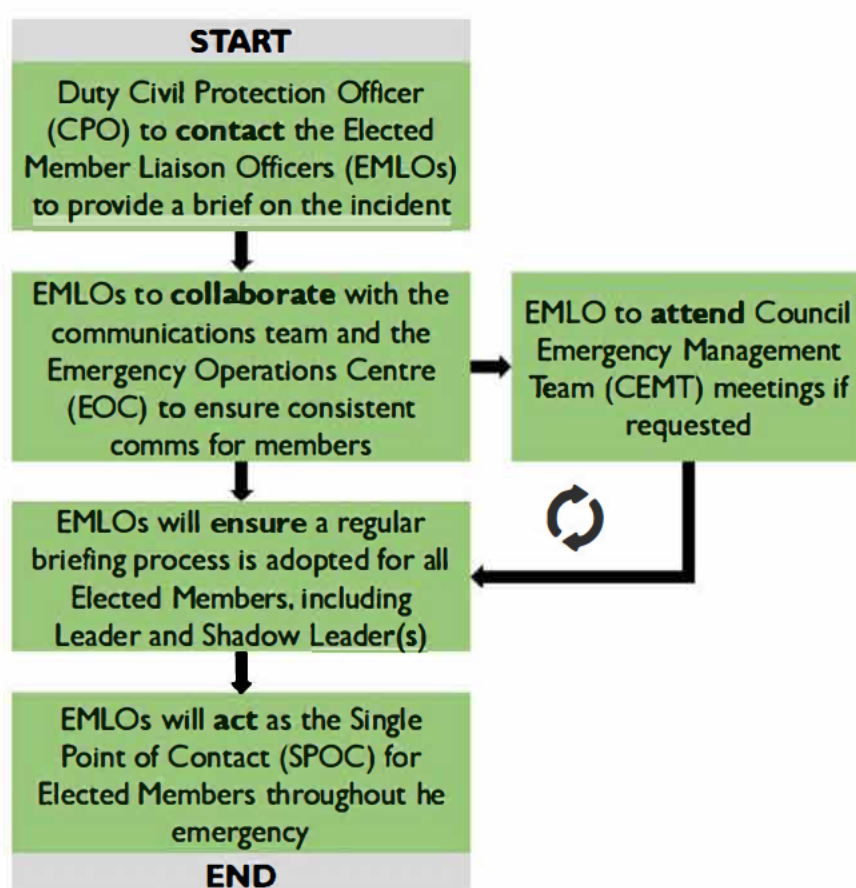 START
Duty Civil Protection Officer
(CPO) to contact the Elected
Member Liaison Officers (EMLOs)
to provide a brief on the incident
EMLOs to collaborate with the
communications team and the
Emergency Operations Centre
(EOC) to ensure consistent
comms for members
EMLO to attend Council
Emergency Management
Team (CEMT) meetings if
requested
EMLOs will ensure a regular
briefing process is adopted for all
Elected Members, including
Leader and Shadow Leader(s)
EMLOs will act as the Single
Point of Contact (SPOC) for
Elected Members throughout he
emergency
END